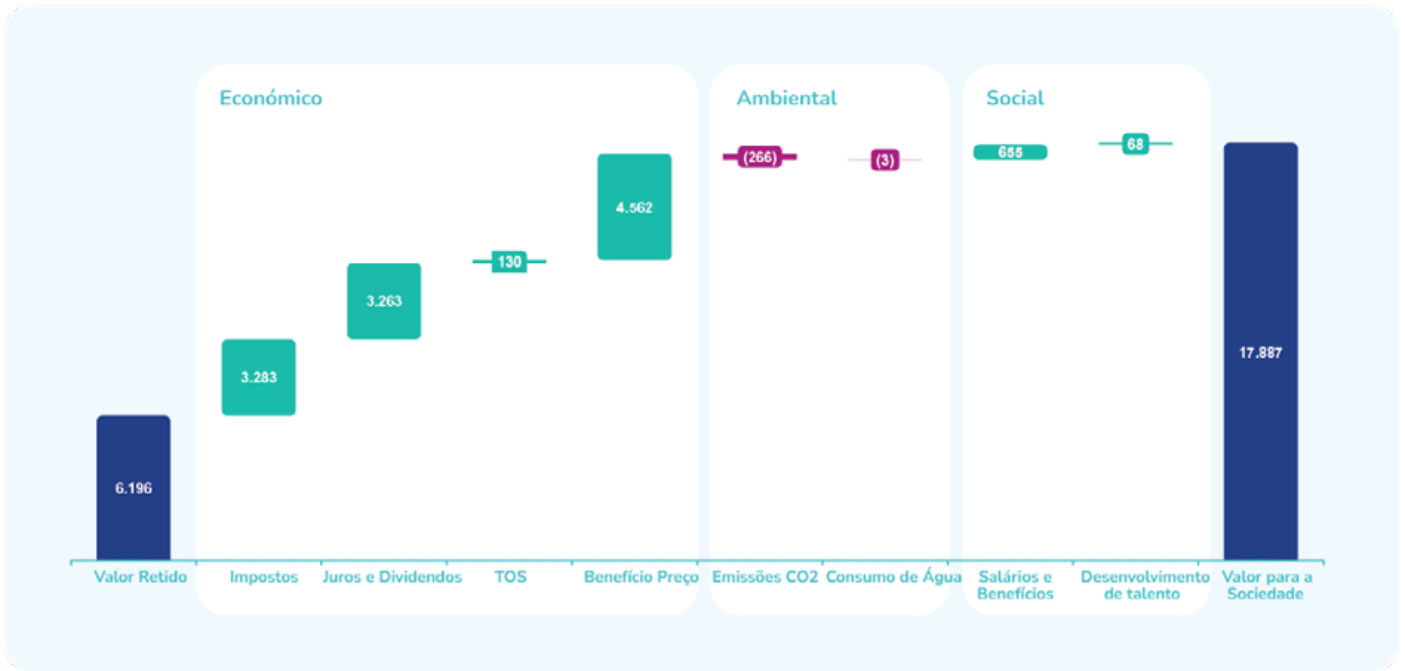 Económico
Ambiental
Social
(266)
(3)
655
68
4.562
130
3.263
3.283
17.887
6.196
Valor Retido
Impostos
Juros e Dividendos
TOS
Benefício Preço
Emissões CO2
Consumo de Água
Salários e
Benefícios
Desenvolvimento
de talento
Valor para a
Sociedade